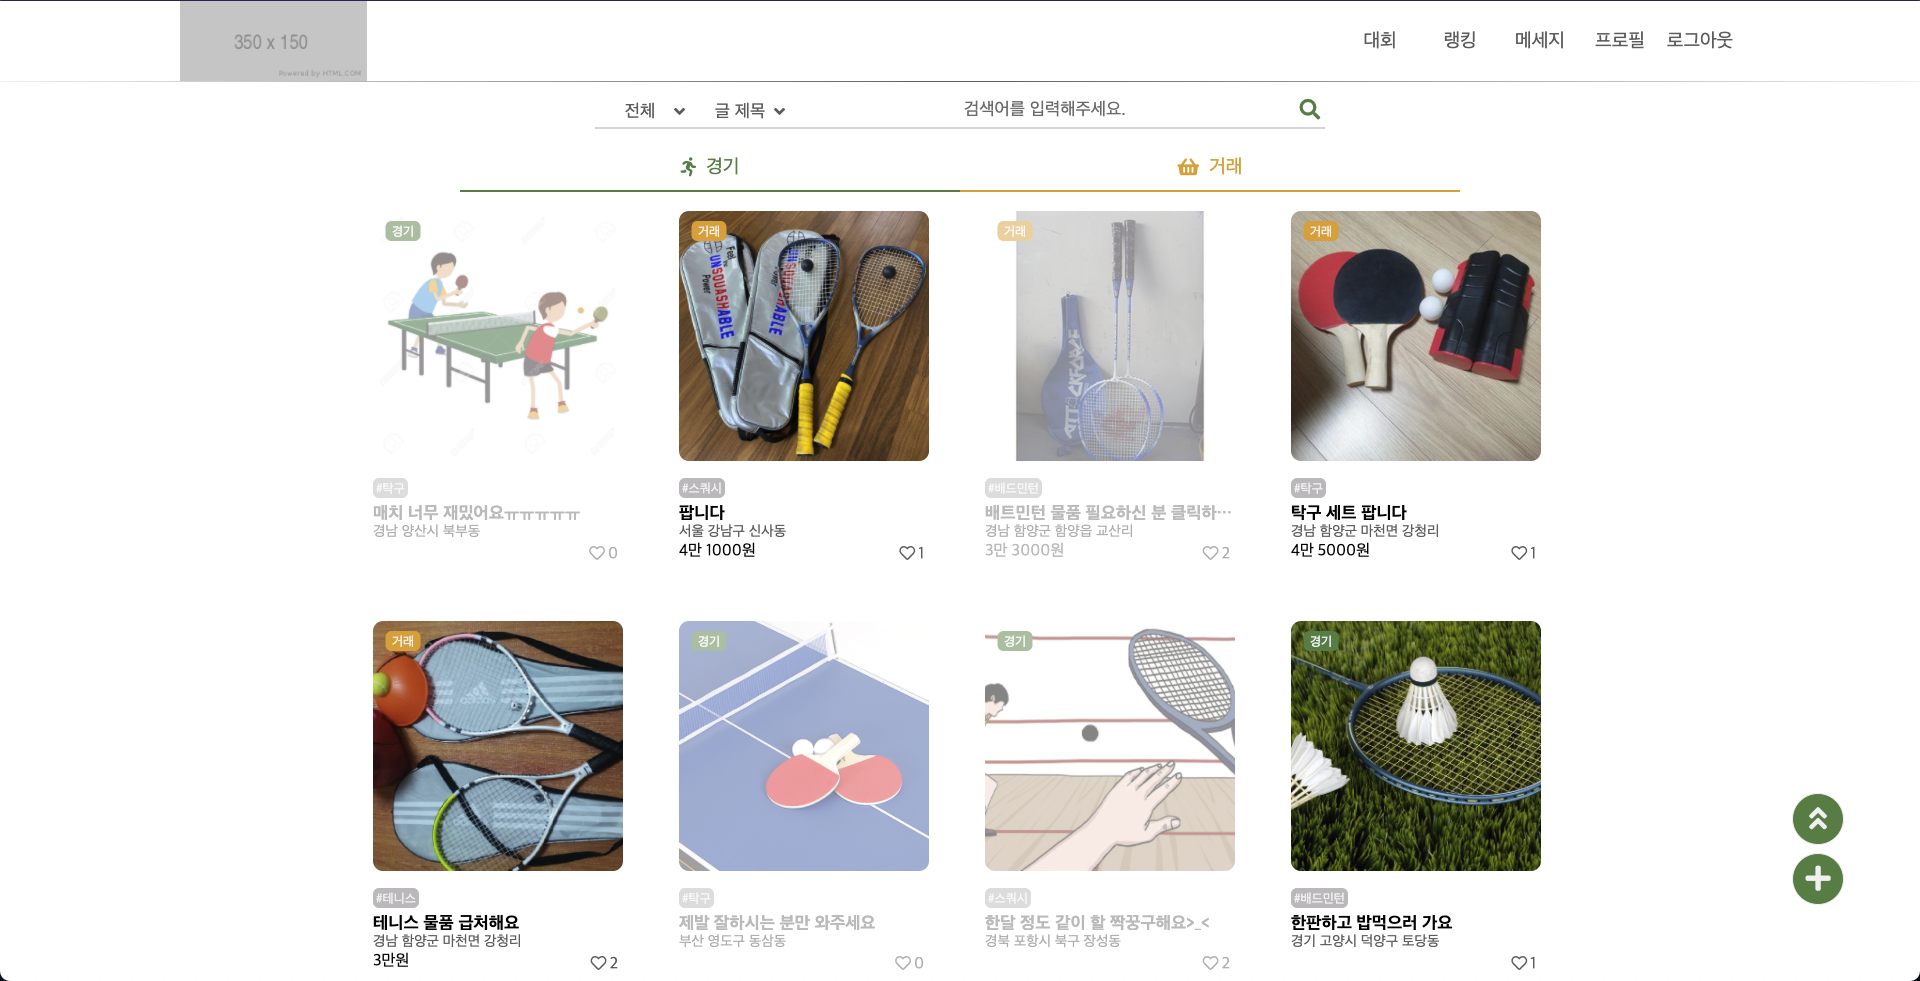 350 x 150
Powered by HTML.COM
대회 랭킹 메세지 프로필 로그아웃
전체 글 제목 검색어를 입력해주세요.
경기 거래
경기
#탁구
매치 너무 재밌어요ㅠㅠㅠㅠㅠ
경남 양산시 북부동
0
거래
Feel the Power
UNSQUASHABLE
UNSQUASHABLE
#스쿼시
팝니다
서울 강남구 신사동
4만 1000원
1
거래
#배드민턴
배트민턴 물품 필요하신 분 클릭하…
경남 함양군 함양읍 교산리
3만 3000원
2
거래
#탁구
탁구 세트 팝니다
경남 함양군 마천면 강청리
4만 5000원
1
거래
adidas
#테니스
테니스 물품 급처해요
경남 함양군 마천면 강청리
3만원
2
경기
#탁구
제발 잘하시는 분만 와주세요
부산 영도구 동삼동
0
경기
#스쿼시
한달 정도 같이 할 짝꿍구해요>_<
경북 포항시 북구 장성동
2
경기
#배드민턴
한판하고 밥먹으러 가요
경기 고양시 덕양구 토당동
1